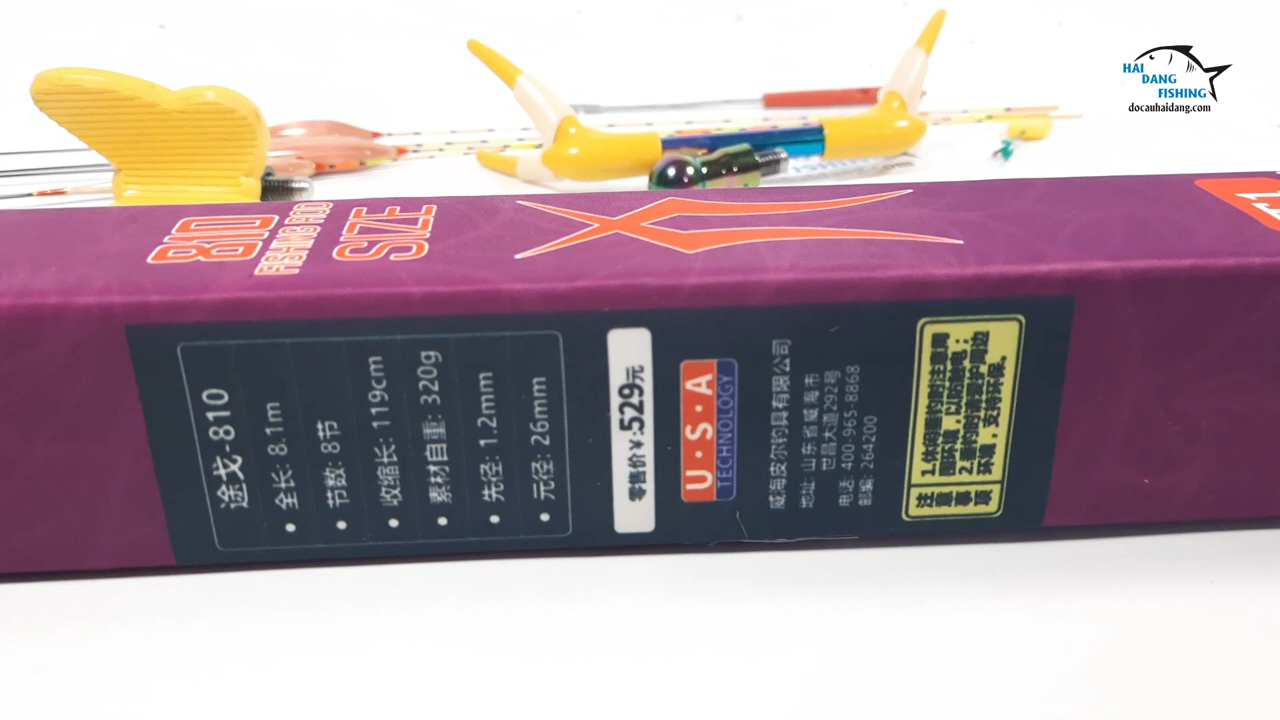 HAI
DANG
FISHING
docauhaidang.com
810
FISHING ROD
SIZE
途戈-810
• 全长: 8.1m
• 节数: 8节
• 收缩长: 119cm
• 素材自重: 320g
• 先径: 1.2mm
• 元径: 26mm
零售价￥:529元
U·S·A
TECHNOLOGY
威海皮尔钓具有限公司
地址: 山东省威海市
世昌大道292号
电话: 400-965-8868
邮编: 264200
注意事项
1.休闲垂钓时注意周
围环境，以防触电；
2.垂钓时请爱护周边
环境，支持环保。